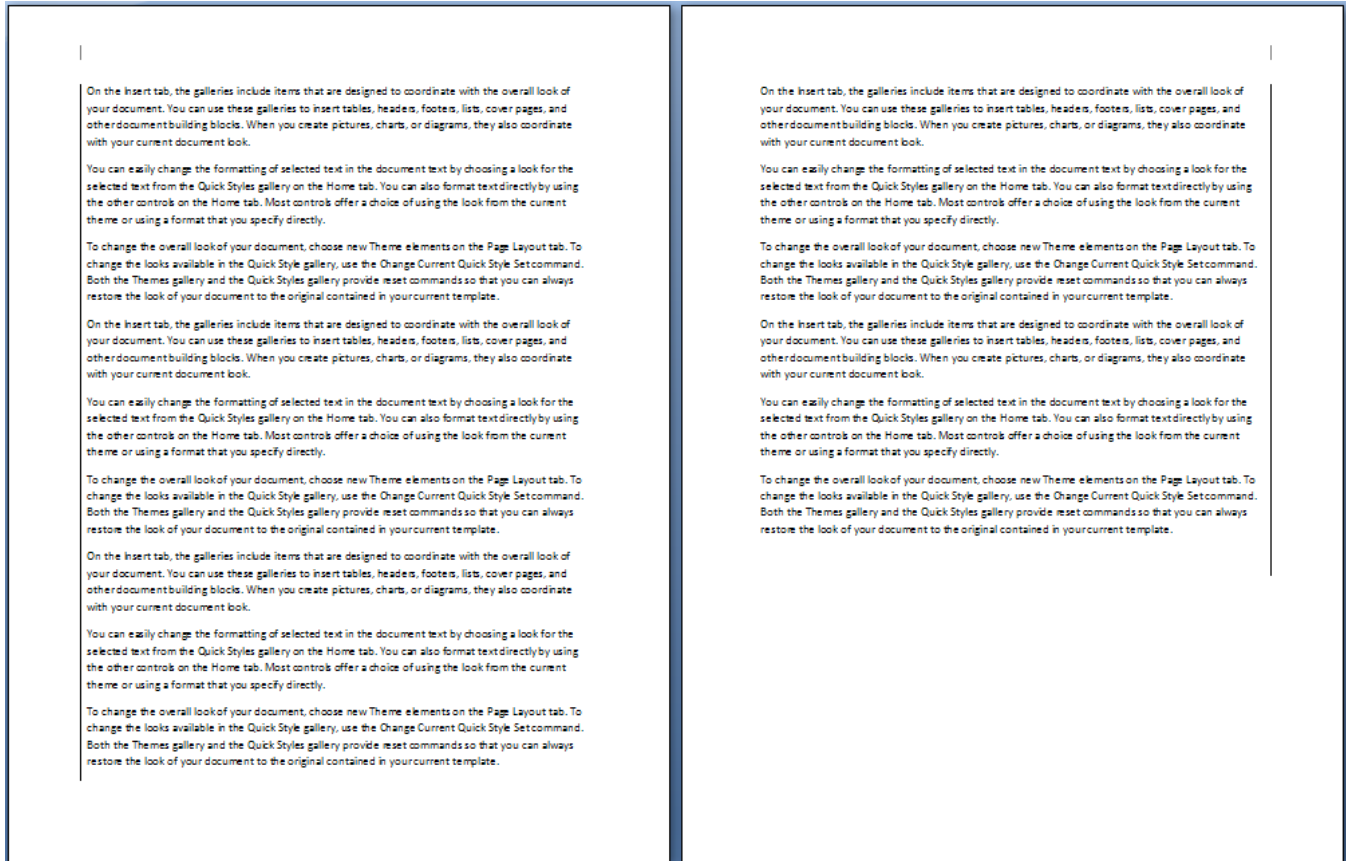 On the Insert tab, the galleries include items that are designed to coordinate with the overall look of
your document. You can use these galleries to insert tables, headers, footers, lists, cover pages, and
other document building blocks. When you create pictures, charts, or diagrams, they also coordinate
with your current document look.
You can easily change the formatting of selected text in the document text by choosing a look for the
selected text from the Quick Styles gallery on the Home tab. You can also format text directly by using
the other controls on the Home tab. Most controls offer a choice of using the look from the current
theme or using a format that you specify directly.
To change the overall look of your document, choose new Theme elements on the Page Layout tab. To
change the looks available in the Quick Style gallery, use the Change Current Quick Style Set command.
Both the Themes gallery and the Quick Styles gallery provide reset commands so that you can always
restore the look of your document to the original contained in your current template.
On the Insert tab, the galleries include items that are designed to coordinate with the overall look of
your document. You can use these galleries to insert tables, headers, footers, lists, cover pages, and
other document building blocks. When you create pictures, charts, or diagrams, they also coordinate
with your current document look.
You can easily change the formatting of selected text in the document text by choosing a look for the
selected text from the Quick Styles gallery on the Home tab. You can also format text directly by using
the other controls on the Home tab. Most controls offer a choice of using the look from the current
theme or using a format that you specify directly.
To change the overall look of your document, choose new Theme elements on the Page Layout tab. To
change the looks available in the Quick Style gallery, use the Change Current Quick Style Set command.
Both the Themes gallery and the Quick Styles gallery provide reset commands so that you can always
restore the look of your document to the original contained in your current template.
On the Insert tab, the galleries include items that are designed to coordinate with the overall look of
your document. You can use these galleries to insert tables, headers, footers, lists, cover pages, and
other document building blocks. When you create pictures, charts, or diagrams, they also coordinate
with your current document look.
You can easily change the formatting of selected text in the document text by choosing a look for the
selected text from the Quick Styles gallery on the Home tab. You can also format text directly by using
the other controls on the Home tab. Most controls offer a choice of using the look from the current
theme or using a format that you specify directly.
To change the overall look of your document, choose new Theme elements on the Page Layout tab. To
change the looks available in the Quick Style gallery, use the Change Current Quick Style Set command.
Both the Themes gallery and the Quick Styles gallery provide reset commands so that you can always
restore the look of your document to the original contained in your current template.
On the Insert tab, the galleries include items that are designed to coordinate with the overall look of
your document. You can use these galleries to insert tables, headers, footers, lists, cover pages, and
other document building blocks. When you create pictures, charts, or diagrams, they also coordinate
with your current document look.
You can easily change the formatting of selected text in the document text by choosing a look for the
selected text from the Quick Styles gallery on the Home tab. You can also format text directly by using
the other controls on the Home tab. Most controls offer a choice of using the look from the current
theme or using a format that you specify directly.
To change the overall look of your document, choose new Theme elements on the Page Layout tab. To
change the looks available in the Quick Style gallery, use the Change Current Quick Style Set command.
Both the Themes gallery and the Quick Styles gallery provide reset commands so that you can always
restore the look of your document to the original contained in your current template.
On the Insert tab, the galleries include items that are designed to coordinate with the overall look of
your document. You can use these galleries to insert tables, headers, footers, lists, cover pages, and
other document building blocks. When you create pictures, charts, or diagrams, they also coordinate
with your current document look.
You can easily change the formatting of selected text in the document text by choosing a look for the
selected text from the Quick Styles gallery on the Home tab. You can also format text directly by using
the other controls on the Home tab. Most controls offer a choice of using the look from the current
theme or using a format that you specify directly.
To change the overall look of your document, choose new Theme elements on the Page Layout tab. To
change the looks available in the Quick Style gallery, use the Change Current Quick Style Set command.
Both the Themes gallery and the Quick Styles gallery provide reset commands so that you can always
restore the look of your document to the original contained in your current template.